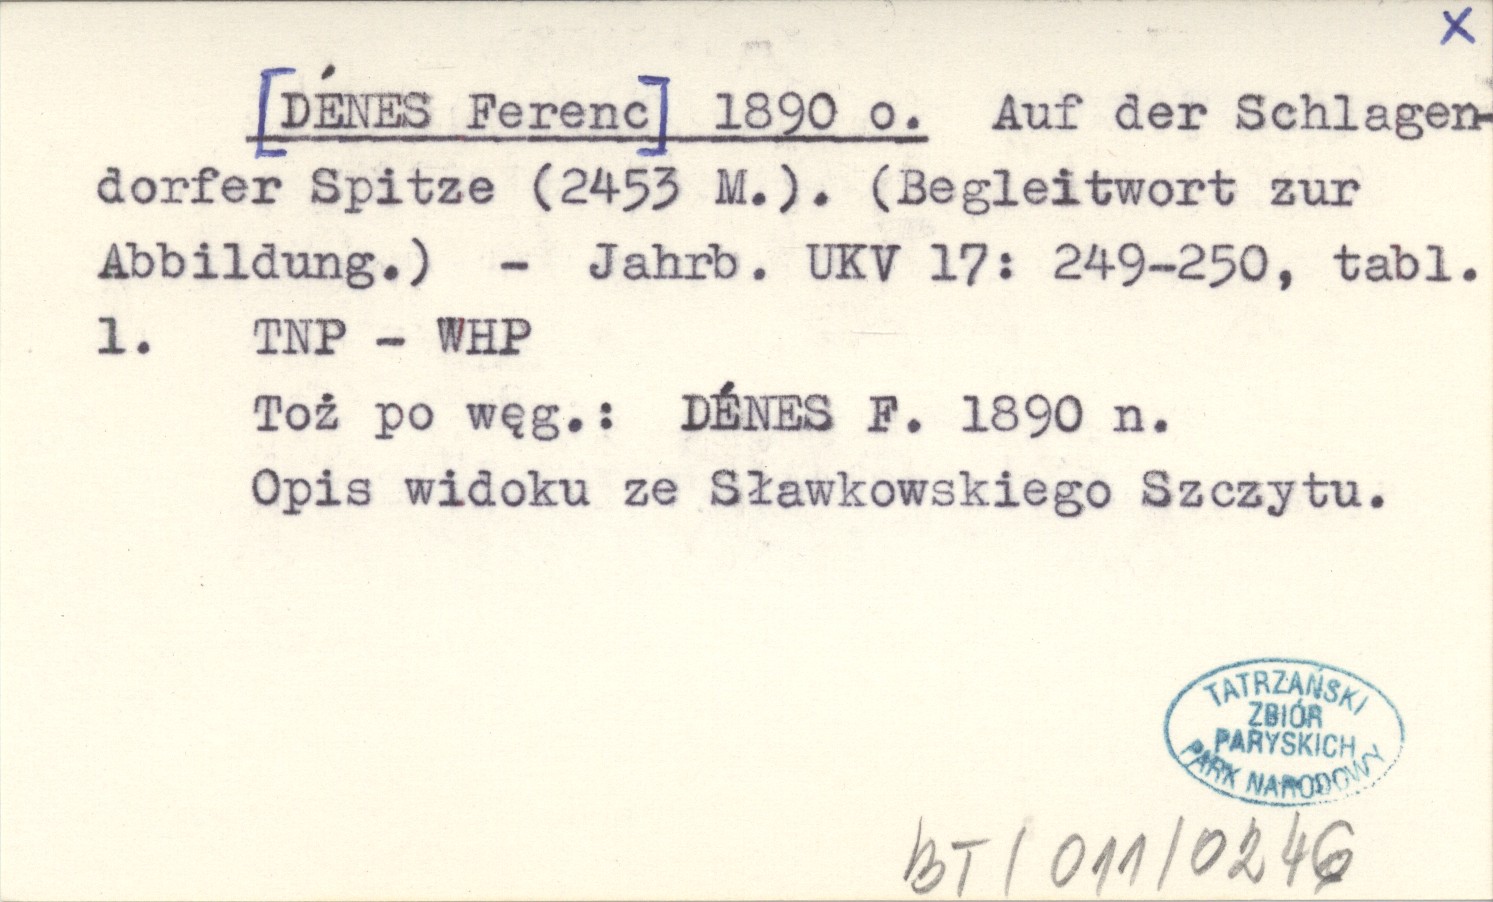 X
[DÉNES Ferenc] 1890 o. Auf der Schlagen-
dorfer Spitze (2453 M.). (Begleitwort zur
Abbildung.) - Jahrb. UKV 17: 249-250, tabl.
1. TNP - WHP
Toż po węg.: DÉNES F. 1890 n.
Opis widoku ze Sławkowskiego Szczytu.
TATRZAŃSKI
ZBIÓR
PARYSKICH
PARK NARODOWY
BT/011/0246